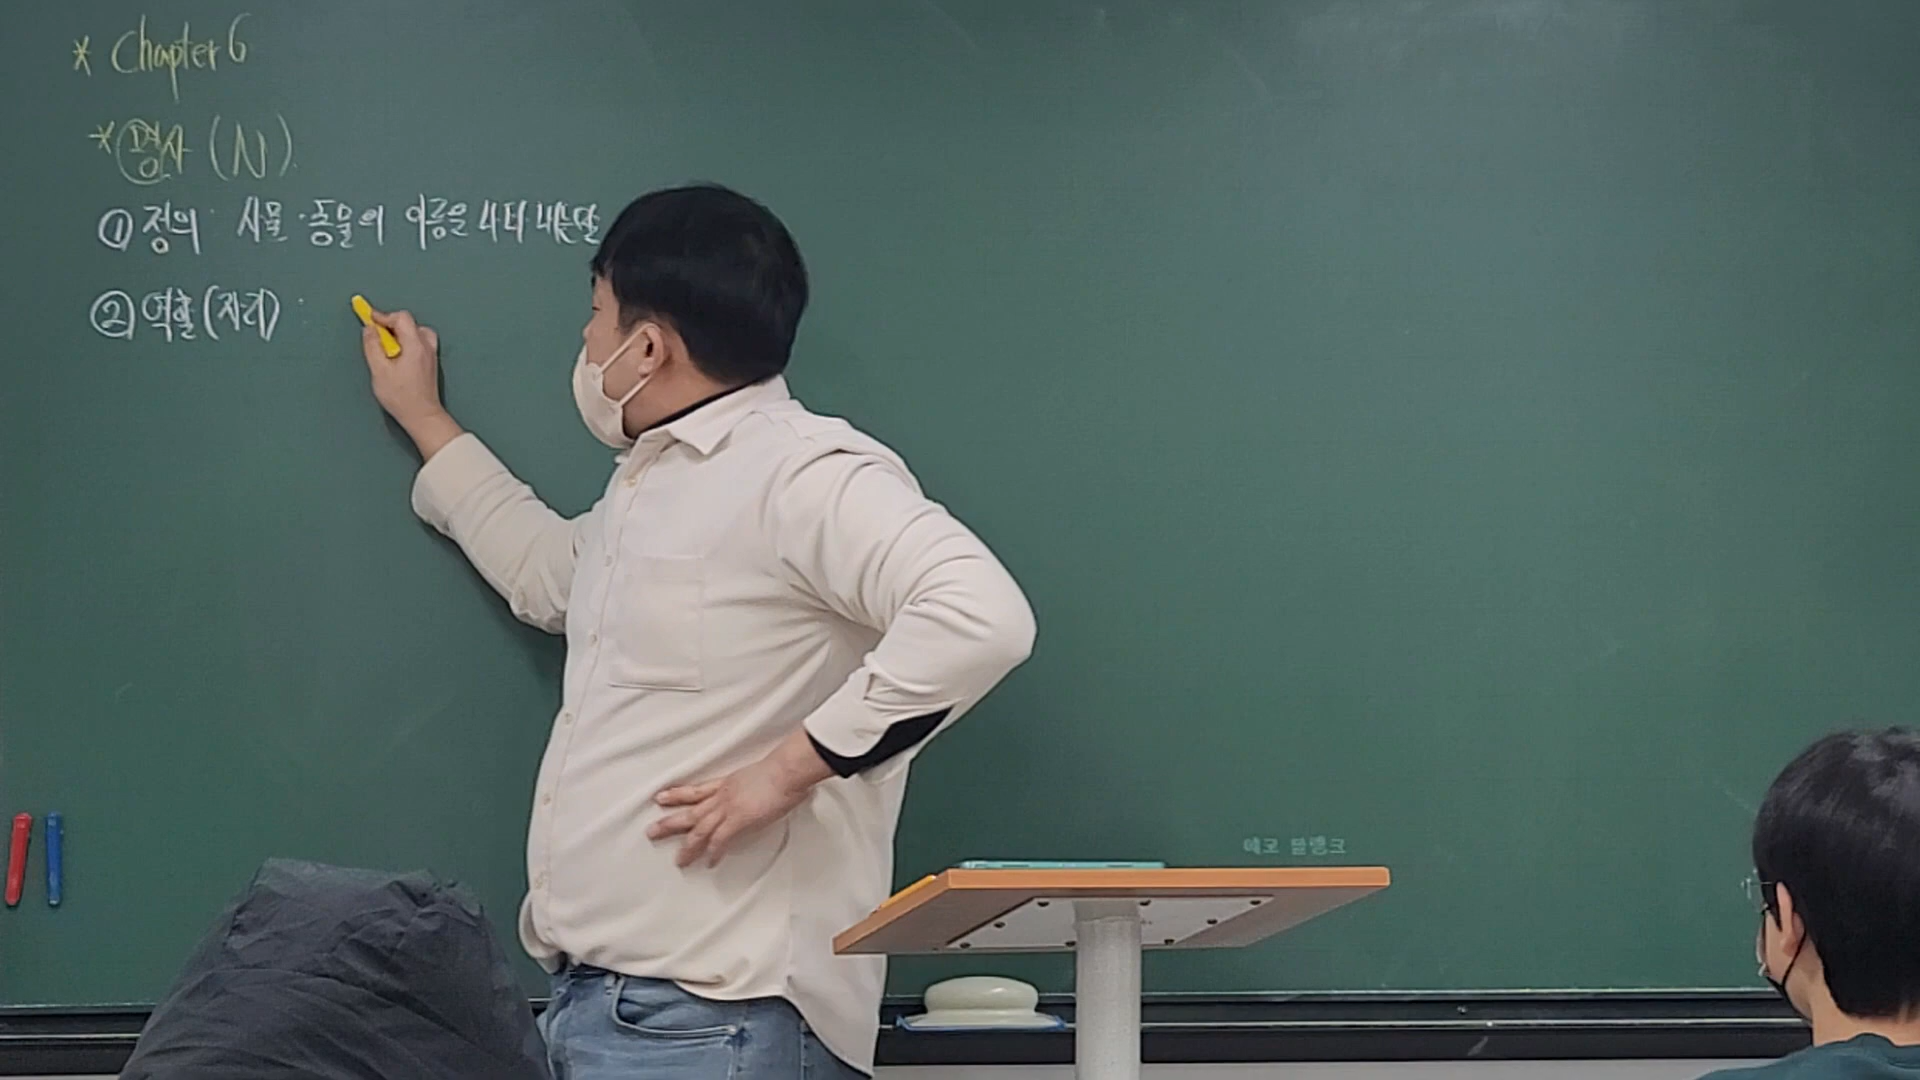 * Chapter 6
* 명사 (N).
① 정의: 사물·동물의 이름을 나타내는 말
② 역할(자리) :
에코 블랭크